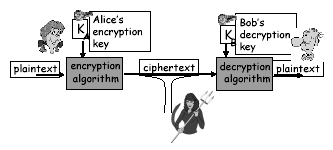 K
A
Alice's
encryption
key
K
B
Bob's
decryption
key
plaintext
encryption
algorithm
ciphertext
decryption
algorithm
plaintext